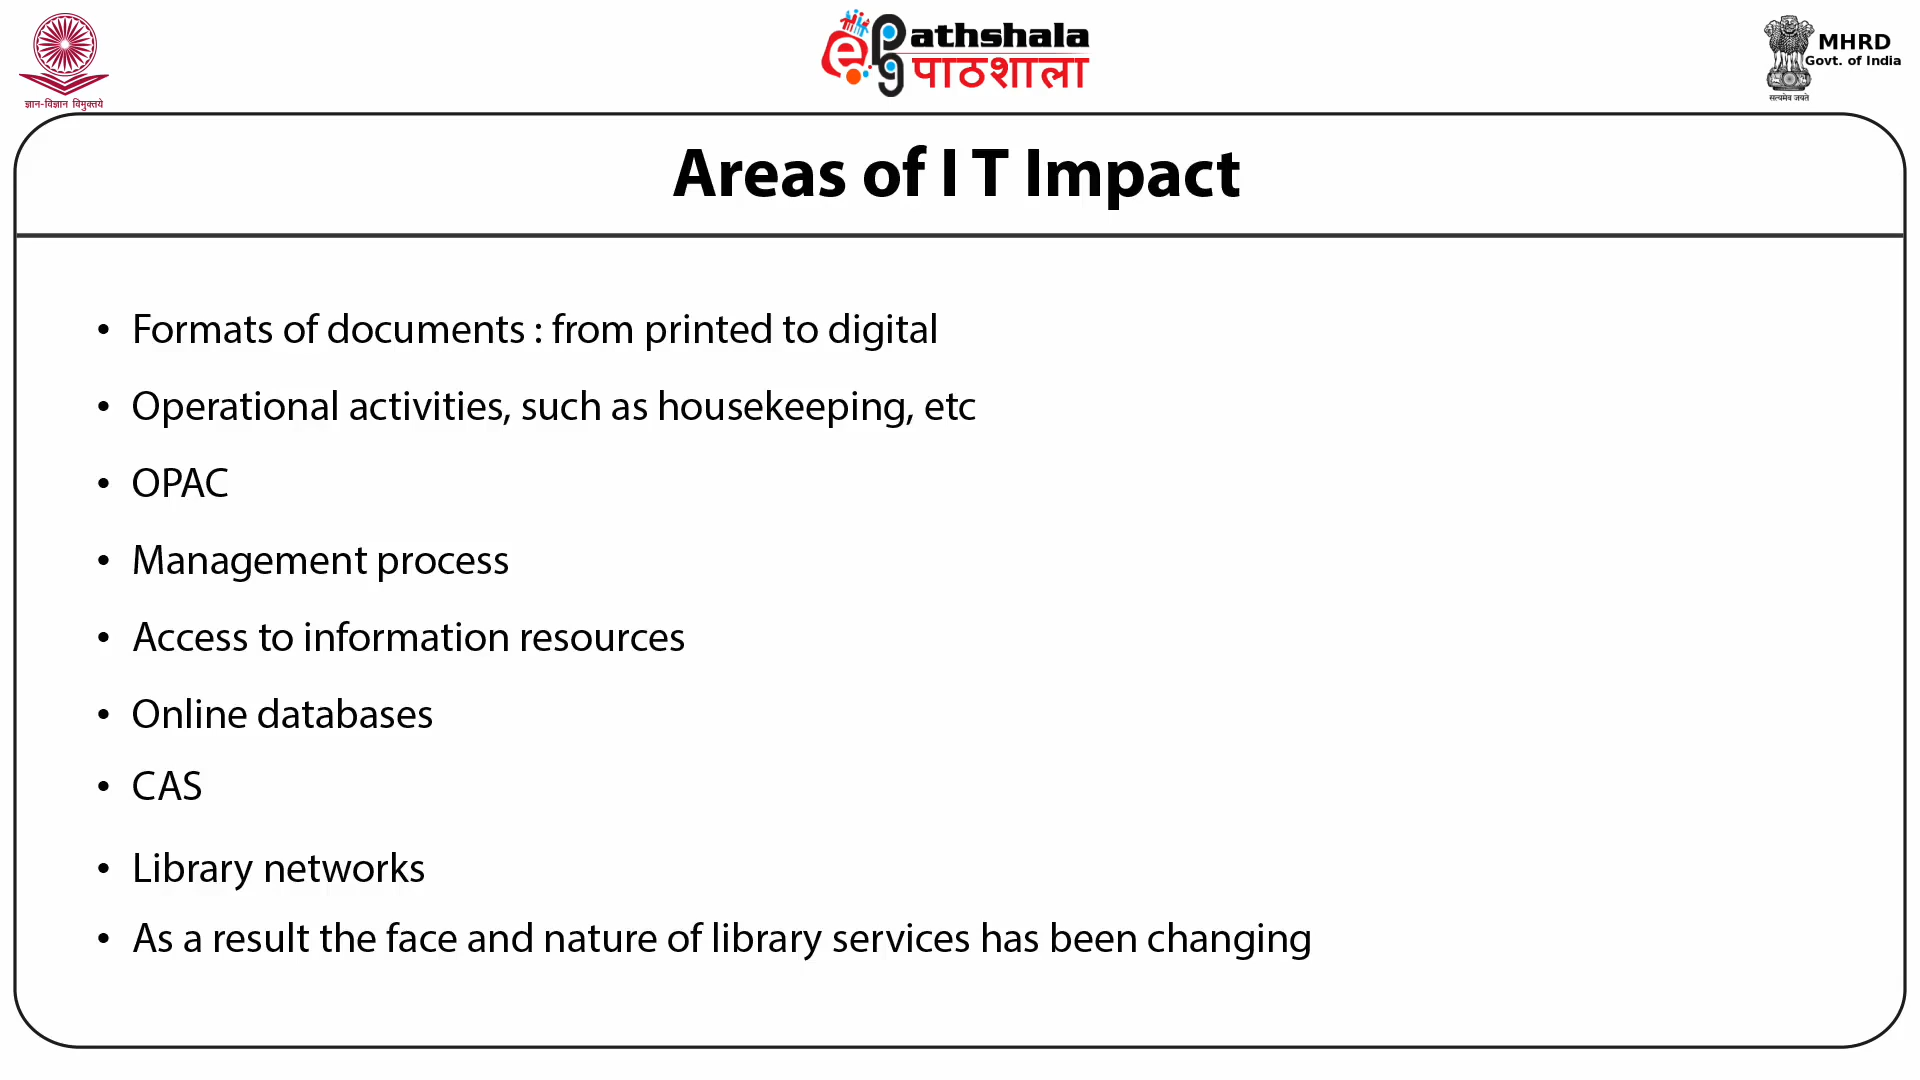 ज्ञान-विज्ञान विमुक्तये
ePathshala
पाठशाला
MHRD
Govt. of India
सत्यमेव जयते
Areas of I T Impact
• Formats of documents : from printed to digital
• Operational activities, such as housekeeping, etc
• OPAC
• Management process
• Access to information resources
• Online databases
• CAS
• Library networks
• As a result the face and nature of library services has been changing